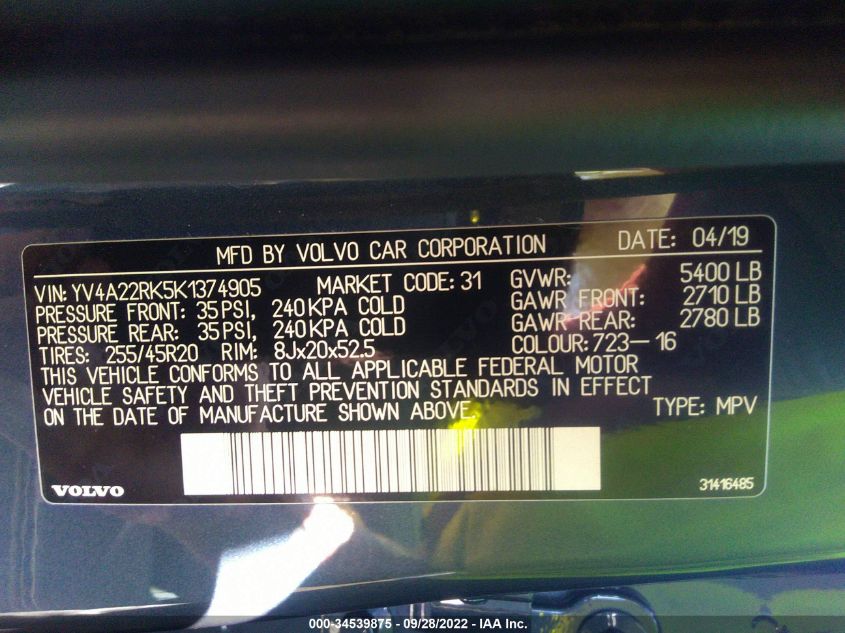 MFD BY VOLVO CAR CORPORATION DATE: 04/19
VIN: YV4A22RK5K1374905 MARKET CODE: 31 GVWR: 5400 LB
PRESSURE FRONT: 35PSI, 240KPA COLD GAWR FRONT: 2710 LB
PRESSURE REAR: 35PSI, 240KPA COLD GAWR REAR: 2780 LB
TIRES: 255/45R20 RIM: 8Jx20x52.5 COLOUR: 723-16
THIS VEHICLE CONFORMS TO ALL APPLICABLE FEDERAL MOTOR
VEHICLE SAFETY AND THEFT PREVENTION STANDARDS IN EFFECT
ON THE DATE OF MANUFACTURE SHOWN ABOVE. TYPE: MPV
VOLVO 31416485
000-34539875 - 09/28/2022 - IAA Inc.